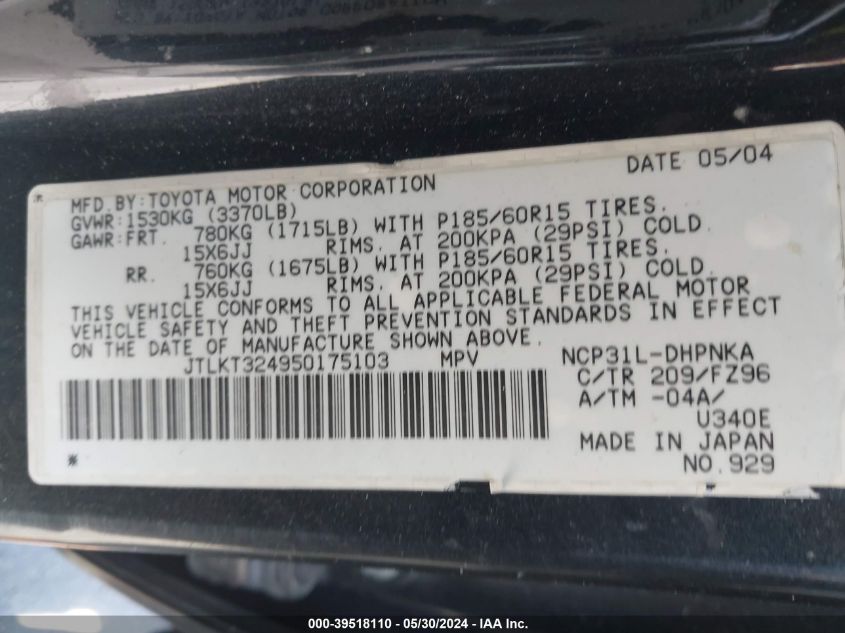 DATE 05/04
MFD.BY:TOYOTA MOTOR CORPORATION
GVWR:1530KG (3370LB)
GAWR:FRT. 780KG (1715LB) WITH P185/60R15 TIRES.
15X6JJ RIMS. AT 200KPA (29PSI) COLD.
RR. 760KG (1675LB) WITH P185/60R15 TIRES.
15X6JJ RIMS. AT 200KPA (29PSI) COLD.
THIS VEHICLE CONFORMS TO ALL APPLICABLE FEDERAL MOTOR
VEHICLE SAFETY AND THEFT PREVENTION STANDARDS IN EFFECT
ON THE DATE OF MANUFACTURE SHOWN ABOVE.
JTLKT324950175103 MPV NCP31L-DHPNKA
C/TR 209/FZ96
A/TM -04A/
U340E
MADE IN JAPAN
* NO.929
000-39518110 - 05/30/2024 - IAA Inc.